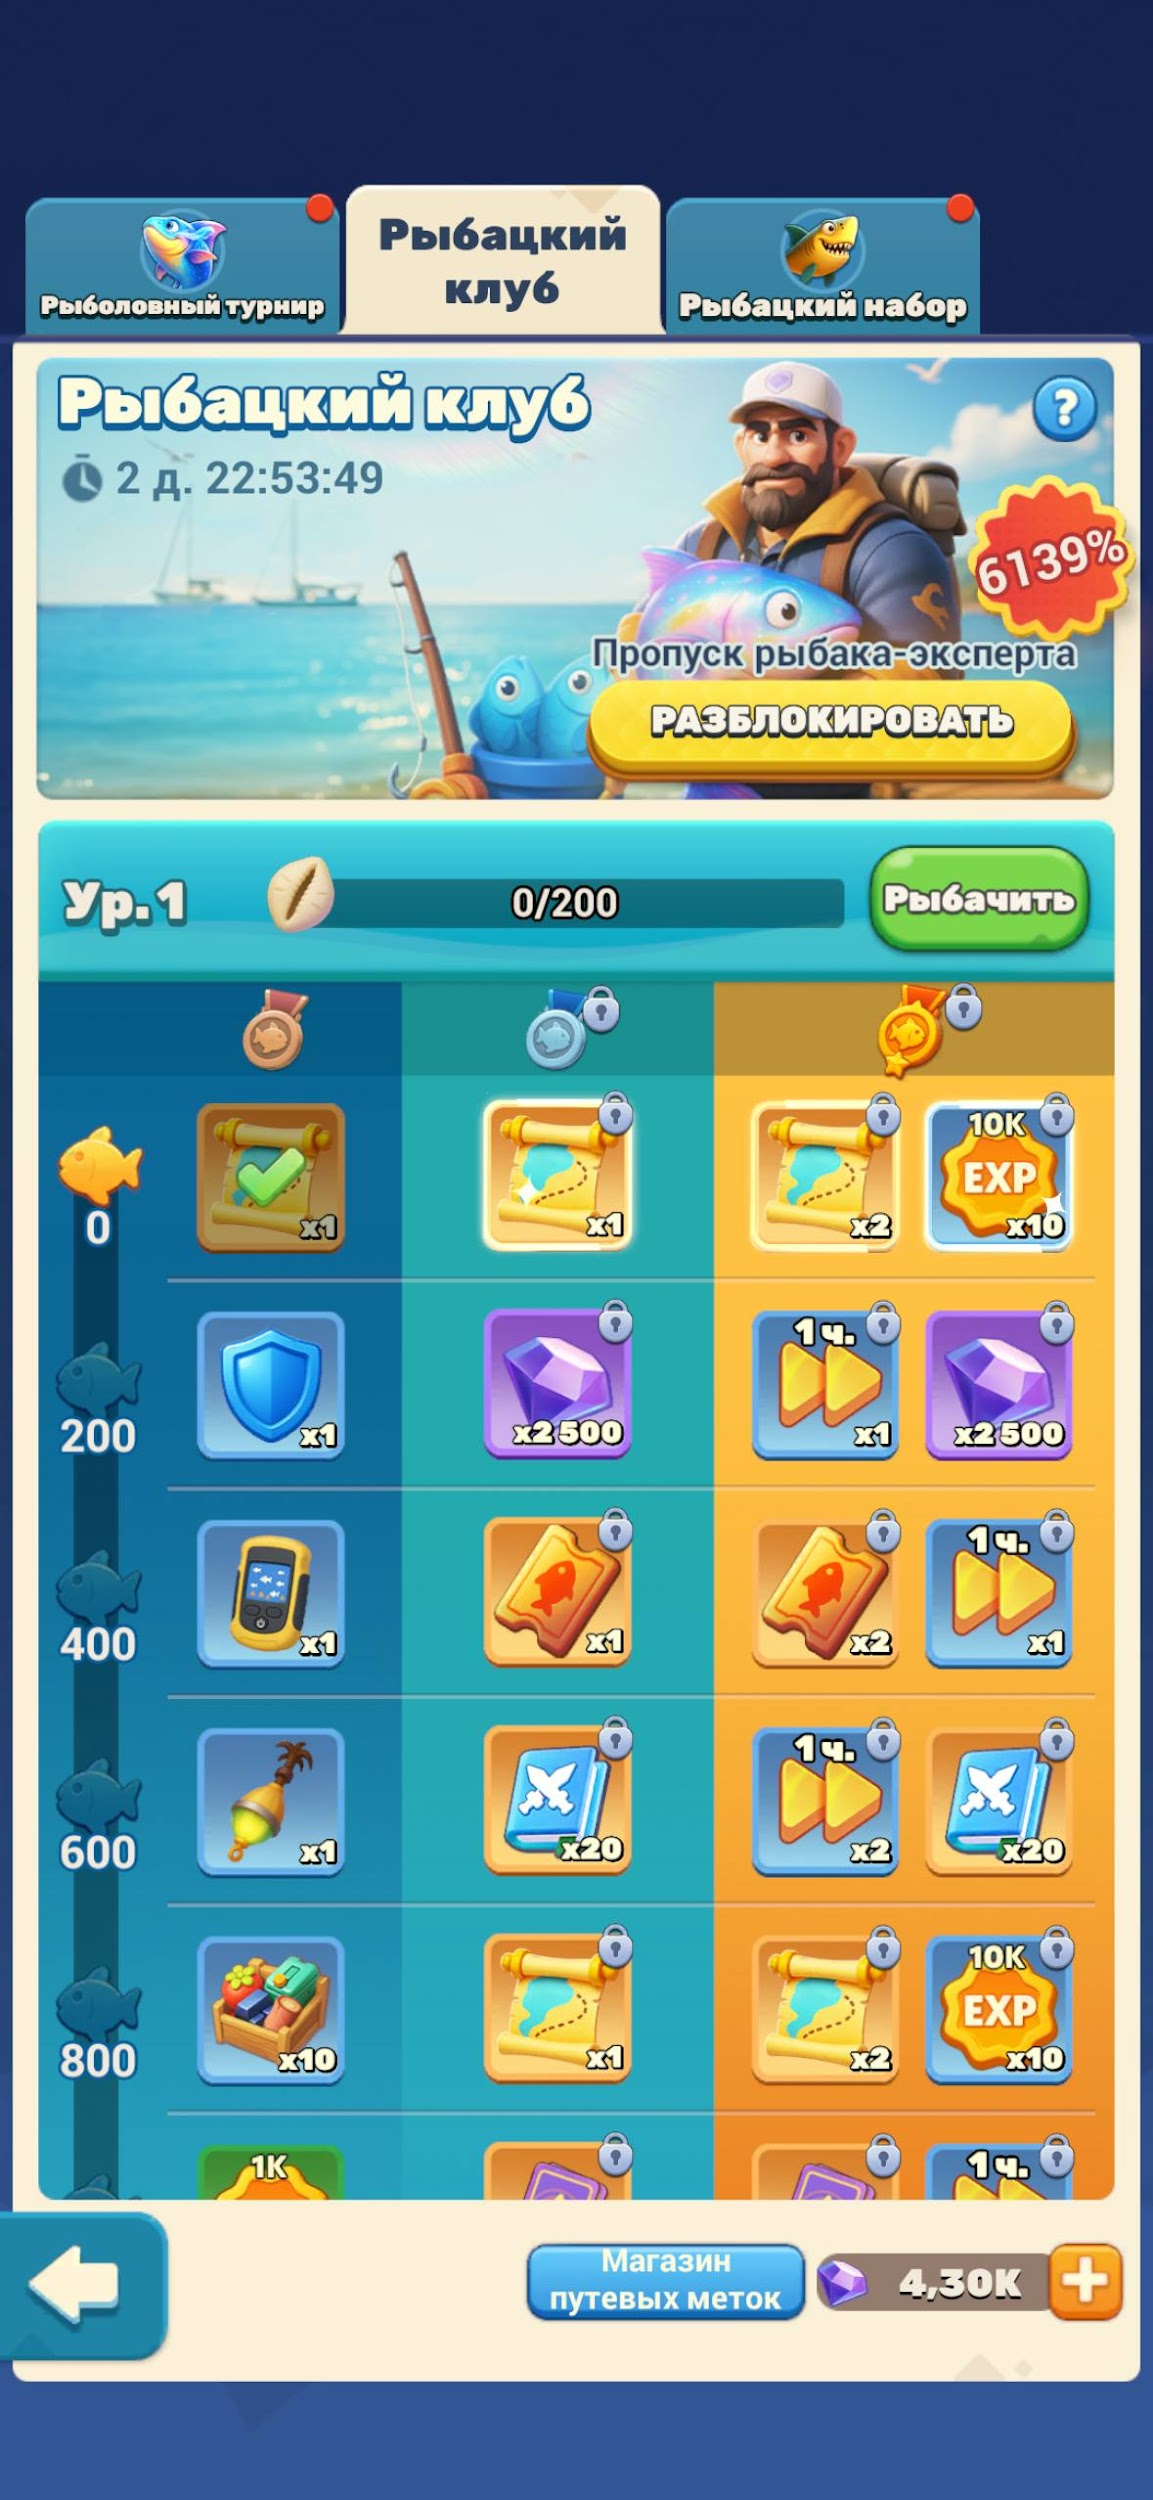 Рыболовный турнир
Рыбацкий
клуб
Рыбацкий набор
Рыбацкий клуб
?
2 д. 22:53:49
6139%
Пропуск рыбака-эксперта
РАЗБЛОКИРОВАТЬ
Ур.1
0/200
Рыбачить
0
x1
x1
x2
10K
EXP
x10
200
x1
x2 500
1 ч.
x1
x2 500
400
x1
x1
x2
1 ч.
x1
600
x1
x20
1 ч.
x2
x20
800
x10
x1
x2
10K
EXP
x10
1K
1 ч.
Магазин
путевых меток
4,30K